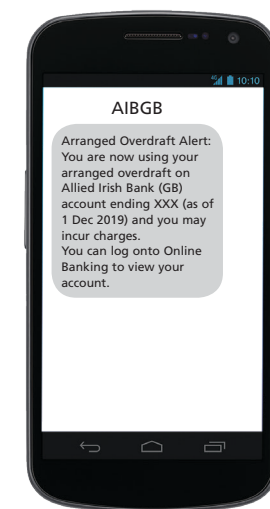 10:10
AIBGB
Arranged Overdraft Alert:
You are now using your
arranged overdraft on
Allied Irish Bank (GB)
account ending XXX (as of
1 Dec 2019) and you may
incur charges.
You can log onto Online
Banking to view your
account.